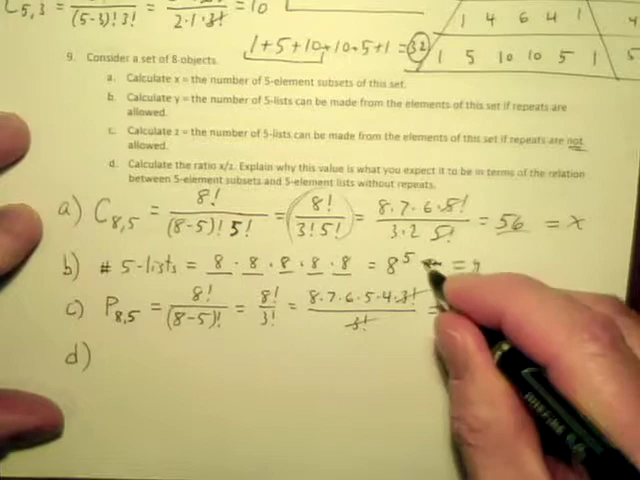 C5,3 = / (5-3)! 3! = / 2·1·3! = 10
1 4 6 4 1 4
1+5+10+10+5+1 = 32 1 5 10 10 5 1 5
9. Consider a set of 8 objects.
a. Calculate x = the number of 5-element subsets of this set.
b. Calculate y = the number of 5-lists can be made from the elements of this set if repeats are
allowed.
c. Calculate z = the number of 5-lists can be made from the elements of this set if repeats are not
allowed.
d. Calculate the ratio x/z. Explain why this value is what you expect it to be in terms of the relation
between 5-element subsets and 5-element lists without repeats.
a) C8,5 = 8! / (8-5)! 5! = (8! / 3! 5!) = 8·7·6·5! / 3·2 5! = 56 = x
b) # 5-lists = 8 · 8 · 8 · 8 · 8 = 8^5 =
c) P8,5 = 8! / (8-5)! = 8! / 3! = 8·7·6·5·4·3! / 3! =
d)